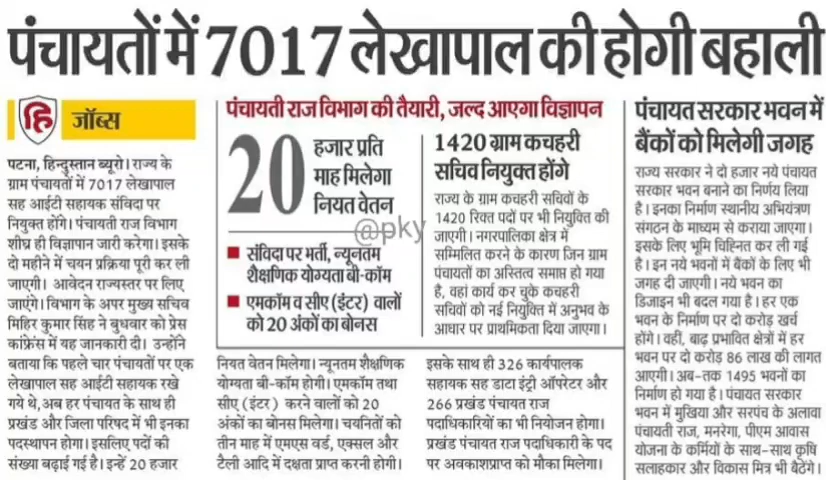 पंचायतों में 7017 लेखापाल की होगी बहाली
हि जॉब्स
पटना, हिन्दुस्तान ब्यूरो। राज्य के
ग्राम पंचायतों में 7017 लेखापाल
सह आईटी सहायक संविदा पर
नियुक्त होंगे। पंचायती राज विभाग
शीघ्र ही विज्ञापन जारी करेगा। इसके
दो महीने में चयन प्रक्रिया पूरी कर ली
जाएगी। आवेदन राज्यस्तर पर लिए
जाएंगे। विभाग के अपर मुख्य सचिव
मिहिर कुमार सिंह ने बुधवार को प्रेस
कांफ्रेंस में यह जानकारी दी। उन्होंने
बताया कि पहले चार पंचायतों पर एक
लेखापाल सह आईटी सहायक रखे
गये थे, अब हर पंचायत के साथ ही
प्रखंड और जिला परिषद में भी इनका
पदस्थापन होगा। इसलिए पदों की
संख्या बढ़ाई गई है। इन्हें 20 हजार
पंचायती राज विभाग की तैयारी, जल्द आएगा विज्ञापन
20 हजार प्रति
माह मिलेगा
नियत वेतन
संविदा पर भर्ती, न्यूनतम
शैक्षणिक योग्यता बी-कॉम
एमकॉम व सीए (इंटर) वालों
को 20 अंकों का बोनस
1420 ग्राम कचहरी
सचिव नियुक्त होंगे
राज्य के ग्राम कचहरी सचिवों के
1420 रिक्त पदों पर भी नियुक्ति की
जाएगी। नगरपालिका क्षेत्र में
सम्मिलित करने के कारण जिन ग्राम
पंचायतों का अस्तित्व समाप्त हो गया
है, वहां कार्य कर चुके कचहरी
सचिवों को नई नियुक्ति में अनुभव के
आधार पर प्राथमिकता दिया जाएगा।
@pky
नियत वेतन मिलेगा। न्यूनतम शैक्षणिक
योग्यता बी-कॉम होगी। एमकॉम तथा
सीए (इंटर) करने वालों को 20
अंकों का बोनस मिलेगा। चयनितों को
तीन माह में एमएस वर्ड, एक्सल और
टैली आदि में दक्षता प्राप्त करनी होगी।
इसके साथ ही 326 कार्यपालक
सहायक सह डाटा इंट्री ऑपरेटर और
266 प्रखंड पंचायत राज
पदाधिकारियों का भी नियोजन होगा।
प्रखंड पंचायत राज पदाधिकारी के पद
पर अवकाशप्राप्त को मौका मिलेगा।
पंचायत सरकार भवन में
बैंकों को मिलेगी जगह
राज्य सरकार ने दो हजार नये पंचायत
सरकार भवन बनाने का निर्णय लिया
है। इनका निर्माण स्थानीय अभियंत्रण
संगठन के माध्यम से कराया जाएगा।
इसके लिए भूमि चिह्नित कर ली गई
है। इन नये भवनों में बैंकों के लिए भी
जगह दी जाएगी। नये भवन का
डिजाइन भी बदल गया है। हर एक
भवन के निर्माण पर दो करोड़ खर्च
होंगे। वहीं, बाढ़ प्रभावित क्षेत्रों में हर
भवन पर दो करोड़ 86 लाख की लागत
आएगी। अब-तक 1495 भवनों का
निर्माण हो गया है। पंचायत सरकार
भवन में मुखिया और सरपंच के अलावा
पंचायती राज, मनरेगा, पीएम आवास
योजना के कर्मियों के साथ-साथ कृषि
सलाहकार और विकास मित्र भी बैठेंगे।